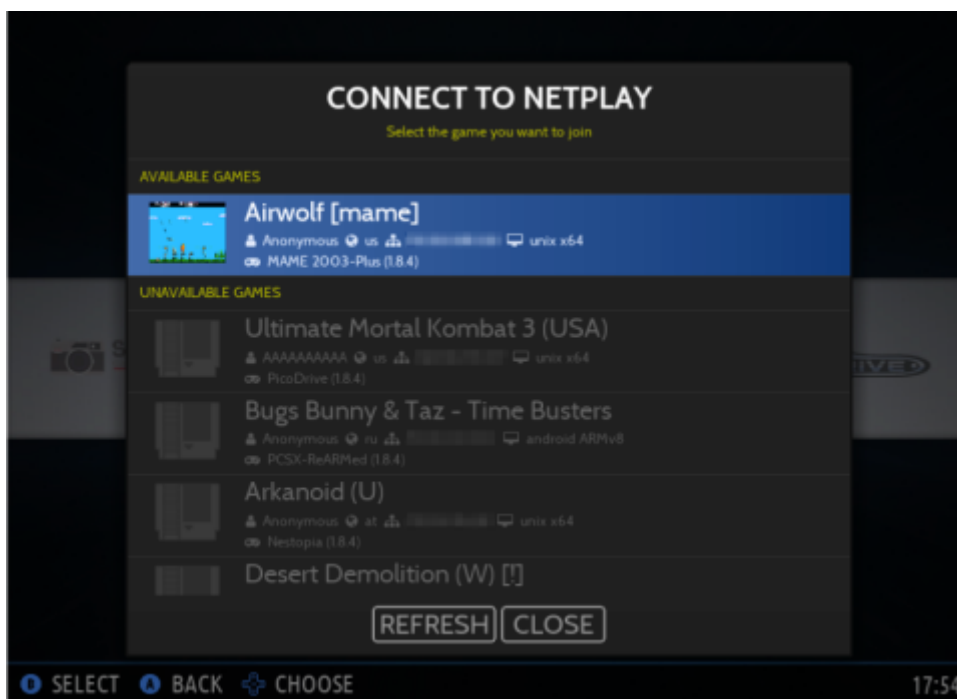 CONNECT TO NETPLAY
Select the game you want to join
AVAILABLE GAMES
Airwolf [mame]
Anonymous us unix x64
MAME 2003-Plus (1.8.4)
UNAVAILABLE GAMES
Ultimate Mortal Kombat 3 (USA)
AAAAAAAAAA us unix x64
PicoDrive (1.8.4)
Bugs Bunny & Taz - Time Busters
Anonymous ru android ARMv8
PCSX-ReARMed (1.8.4)
Arkanoid (U)
Anonymous at unix x64
Nestopia (1.8.4)
Desert Demolition (W) [!]
REFRESH CLOSE
B SELECT A BACK CHOOSE 17:54